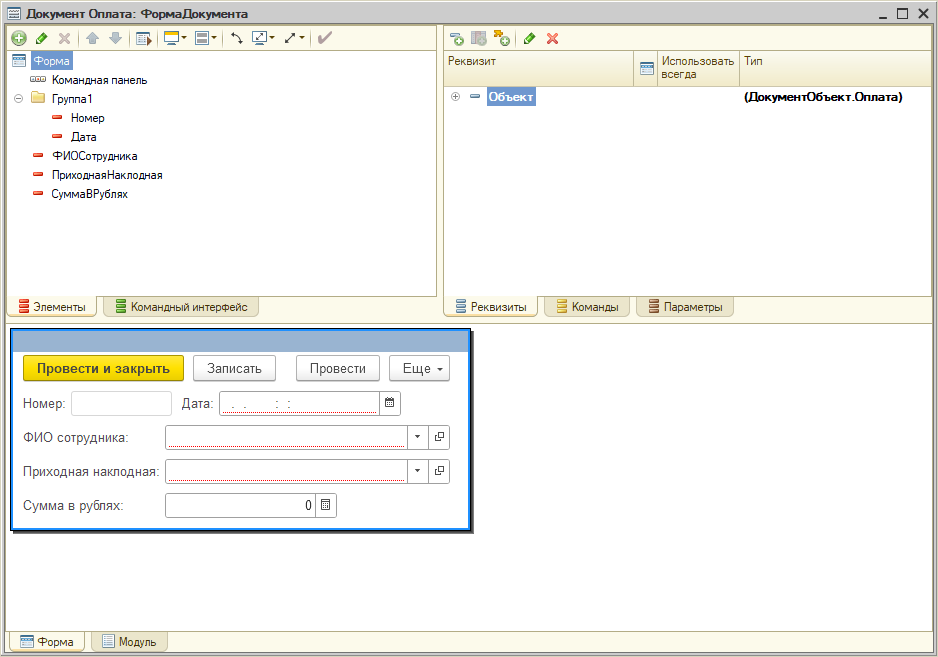 Документ Оплата: ФормаДокумента
Форма
Командная панель
Группа1
Номер
Дата
ФИОСотрудника
ПриходнаяНаклодная
СуммаВРублях
Элементы
Командный интерфейс
Реквизит
Использовать
всегда
Тип
Объект
(ДокументОбъект.Оплата)
Реквизиты
Команды
Параметры
Провести и закрыть
Записать
Провести
Еще
Номер:
Дата: . . : :
ФИО сотрудника:
Приходная наклодная:
Сумма в рублях: 0
Форма
Модуль